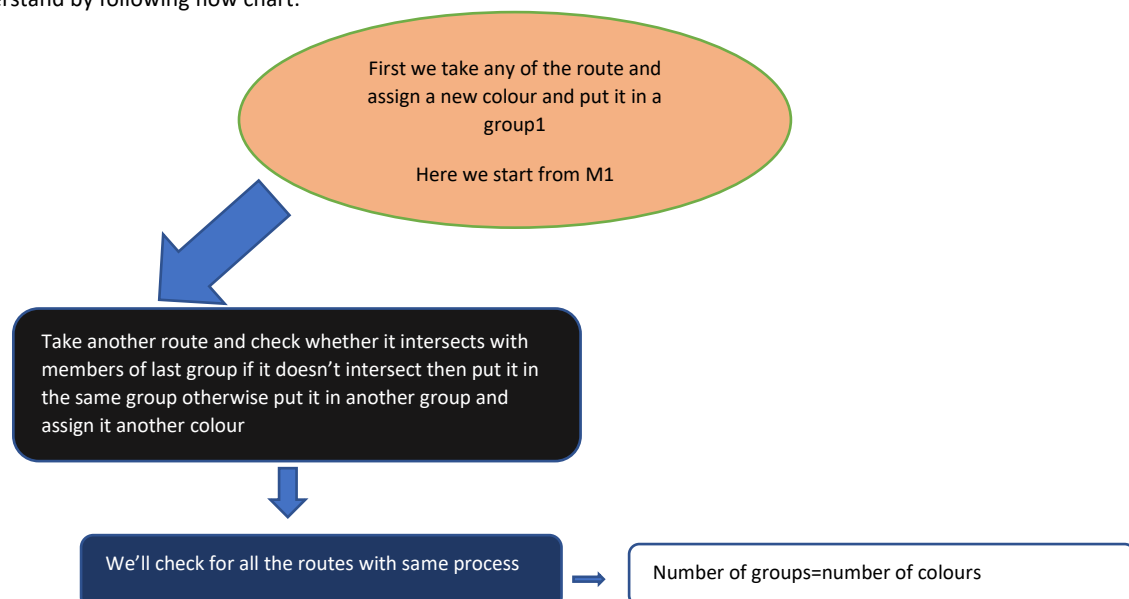 by following flow chart:
First we take any of the route and
assign a new colour and put it in a
group1
Here we start from M1
Take another route and check whether it intersects with
members of last group if it doesn’t intersect then put it in
the same group otherwise put it in another group and
assign it another colour
We’ll check for all the routes with same process
Number of groups=number of colours